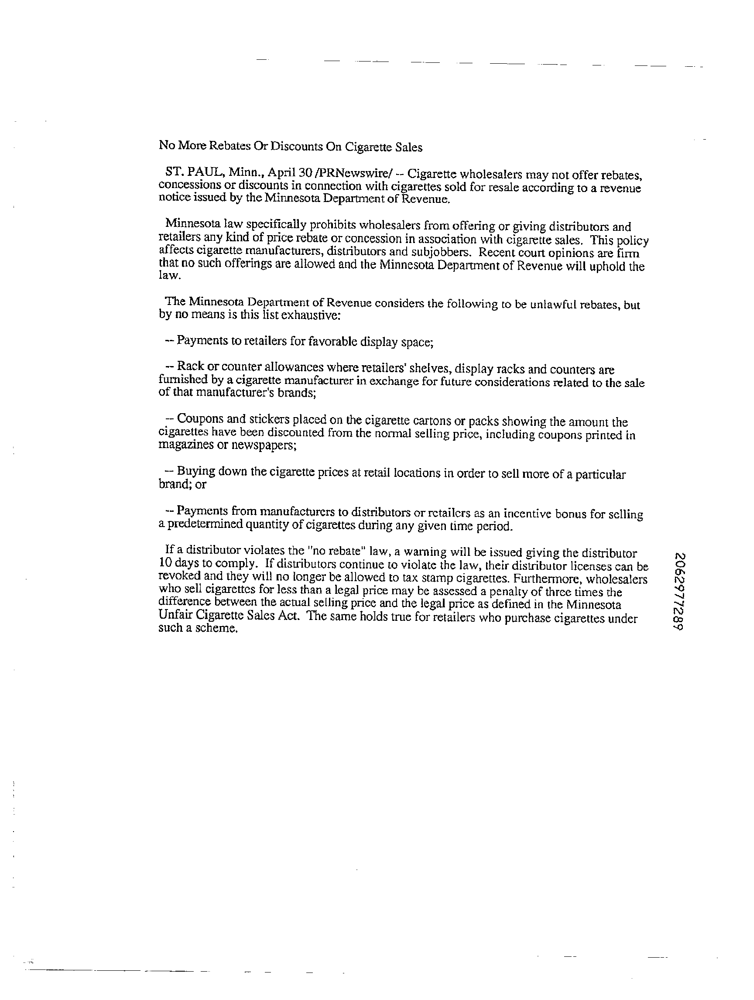 No More Rebates Or Discounts On Cigarette Sales
ST. PAUL, Minn., April 30 /PRNewswire/ -- Cigarette wholesalers may not offer rebates,
concessions or discounts in connection with cigarettes sold for resale according to a revenue
notice issued by the Minnesota Department of Revenue.
Minnesota law specifically prohibits wholesalers from offering or giving distributors and
retailers any kind of price rebate or concession in association with cigarette sales. This policy
affects cigarette manufacturers, distributors and subjobbers. Recent court opinions are firm
that no such offerings are allowed and the Minnesota Department of Revenue will uphold the
law.
The Minnesota Department of Revenue considers the following to be unlawful rebates, but
by no means is this list exhaustive:
-- Payments to retailers for favorable display space;
-- Rack or counter allowances where retailers' shelves, display racks and counters are
furnished by a cigarette manufacturer in exchange for future considerations related to the sale
of that manufacturer's brands;
-- Coupons and stickers placed on the cigarette cartons or packs showing the amount the
cigarettes have been discounted from the normal selling price, including coupons printed in
magazines or newspapers;
-- Buying down the cigarette prices at retail locations in order to sell more of a particular
brand; or
-- Payments from manufacturers to distributors or retailers as an incentive bonus for selling
a predetermined quantity of cigarettes during any given time period.
If a distributor violates the "no rebate" law, a warning will be issued giving the distributor
10 days to comply. If distributors continue to violate the law, their distributor licenses can be
revoked and they will no longer be allowed to tax stamp cigarettes. Furthermore, wholesalers
who sell cigarettes for less than a legal price may be assessed a penalty of three times the
difference between the actual selling price and the legal price as defined in the Minnesota
Unfair Cigarette Sales Act. The same holds true for retailers who purchase cigarettes under
such a scheme.
2062977289